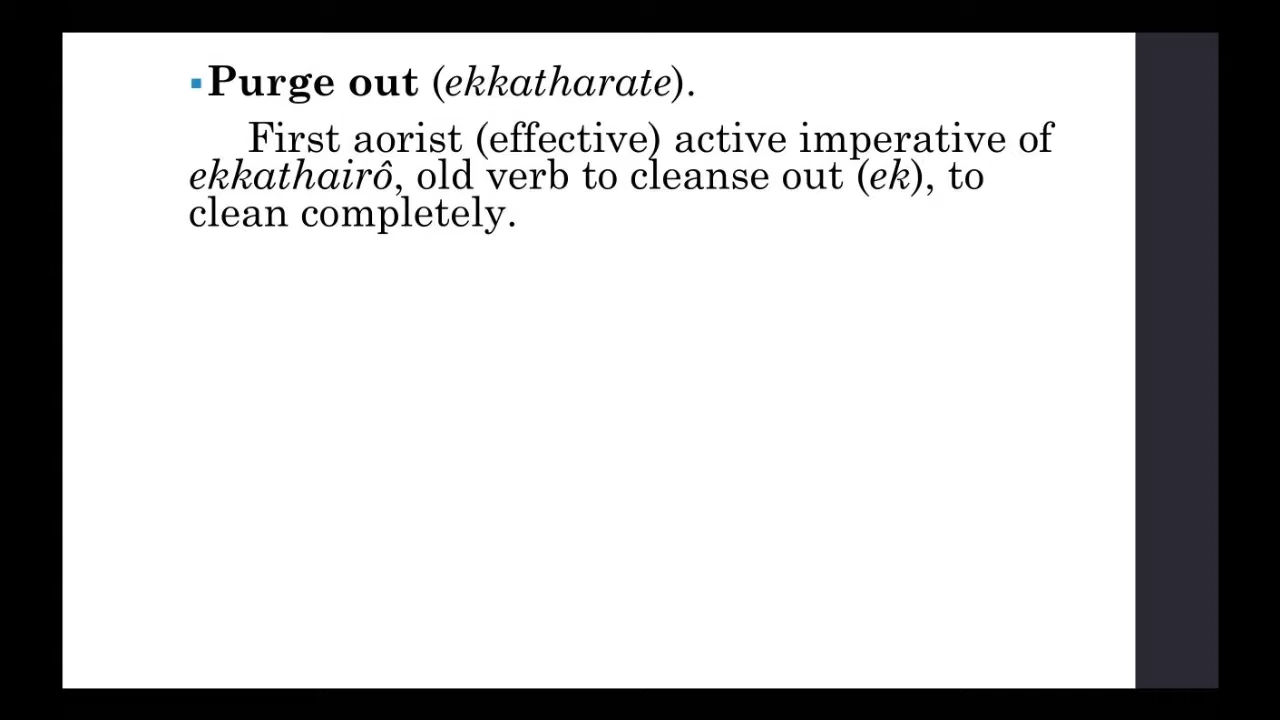 ▪Purge out (ekkatharate).
First aorist (effective) active imperative of
ekkathairô, old verb to cleanse out (ek), to
clean completely.